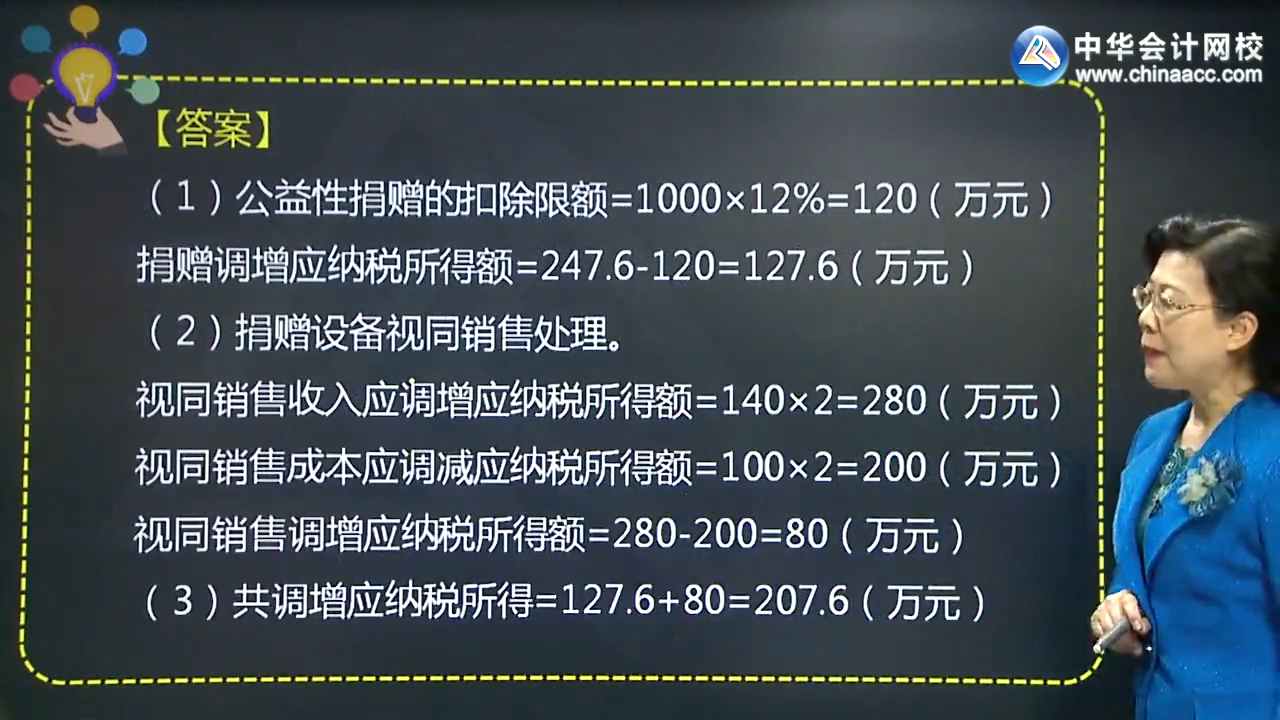 中华会计网校
www.chinaacc.com
【答案】
（1）公益性捐赠的扣除限额=1000×12%=120（万元）
捐赠调增应纳税所得额=247.6-120=127.6（万元）
（2）捐赠设备视同销售处理。
视同销售收入应调增应纳税所得额=140×2=280（万元）
视同销售成本应调减应纳税所得额=100×2=200（万元）
视同销售调增应纳税所得额=280-200=80（万元）
（3）共调增应纳税所得=127.6+80=207.6（万元）